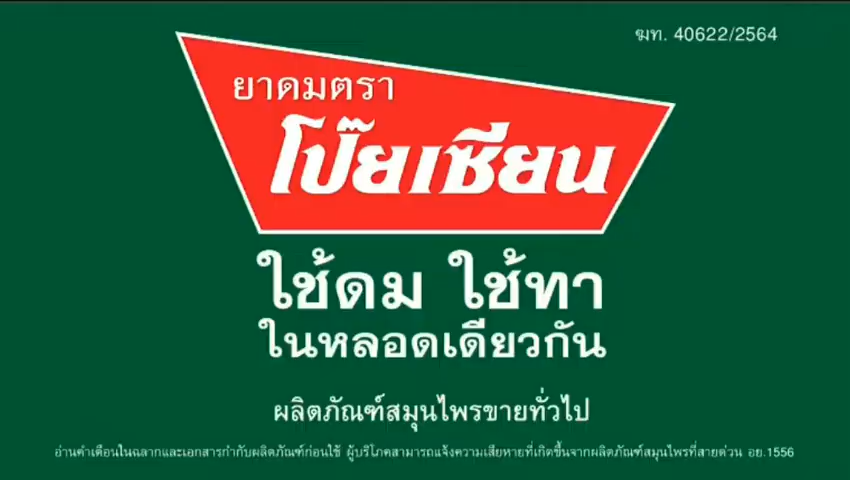 ฆท. 40622/2564
ยาดมตรา
โป๊ยเซียน
ใช้ดม ใช้ทา
ในหลอดเดียวกัน
ผลิตภัณฑ์สมุนไพรขายทั่วไป
อ่านคำเตือนในฉลากและเอกสารกำกับผลิตภัณฑ์ก่อนใช้ ผู้บริโภคสามารถแจ้งความเสียหายที่เกิดขึ้นจากผลิตภัณฑ์สมุนไพรที่สายด่วน อย.1556